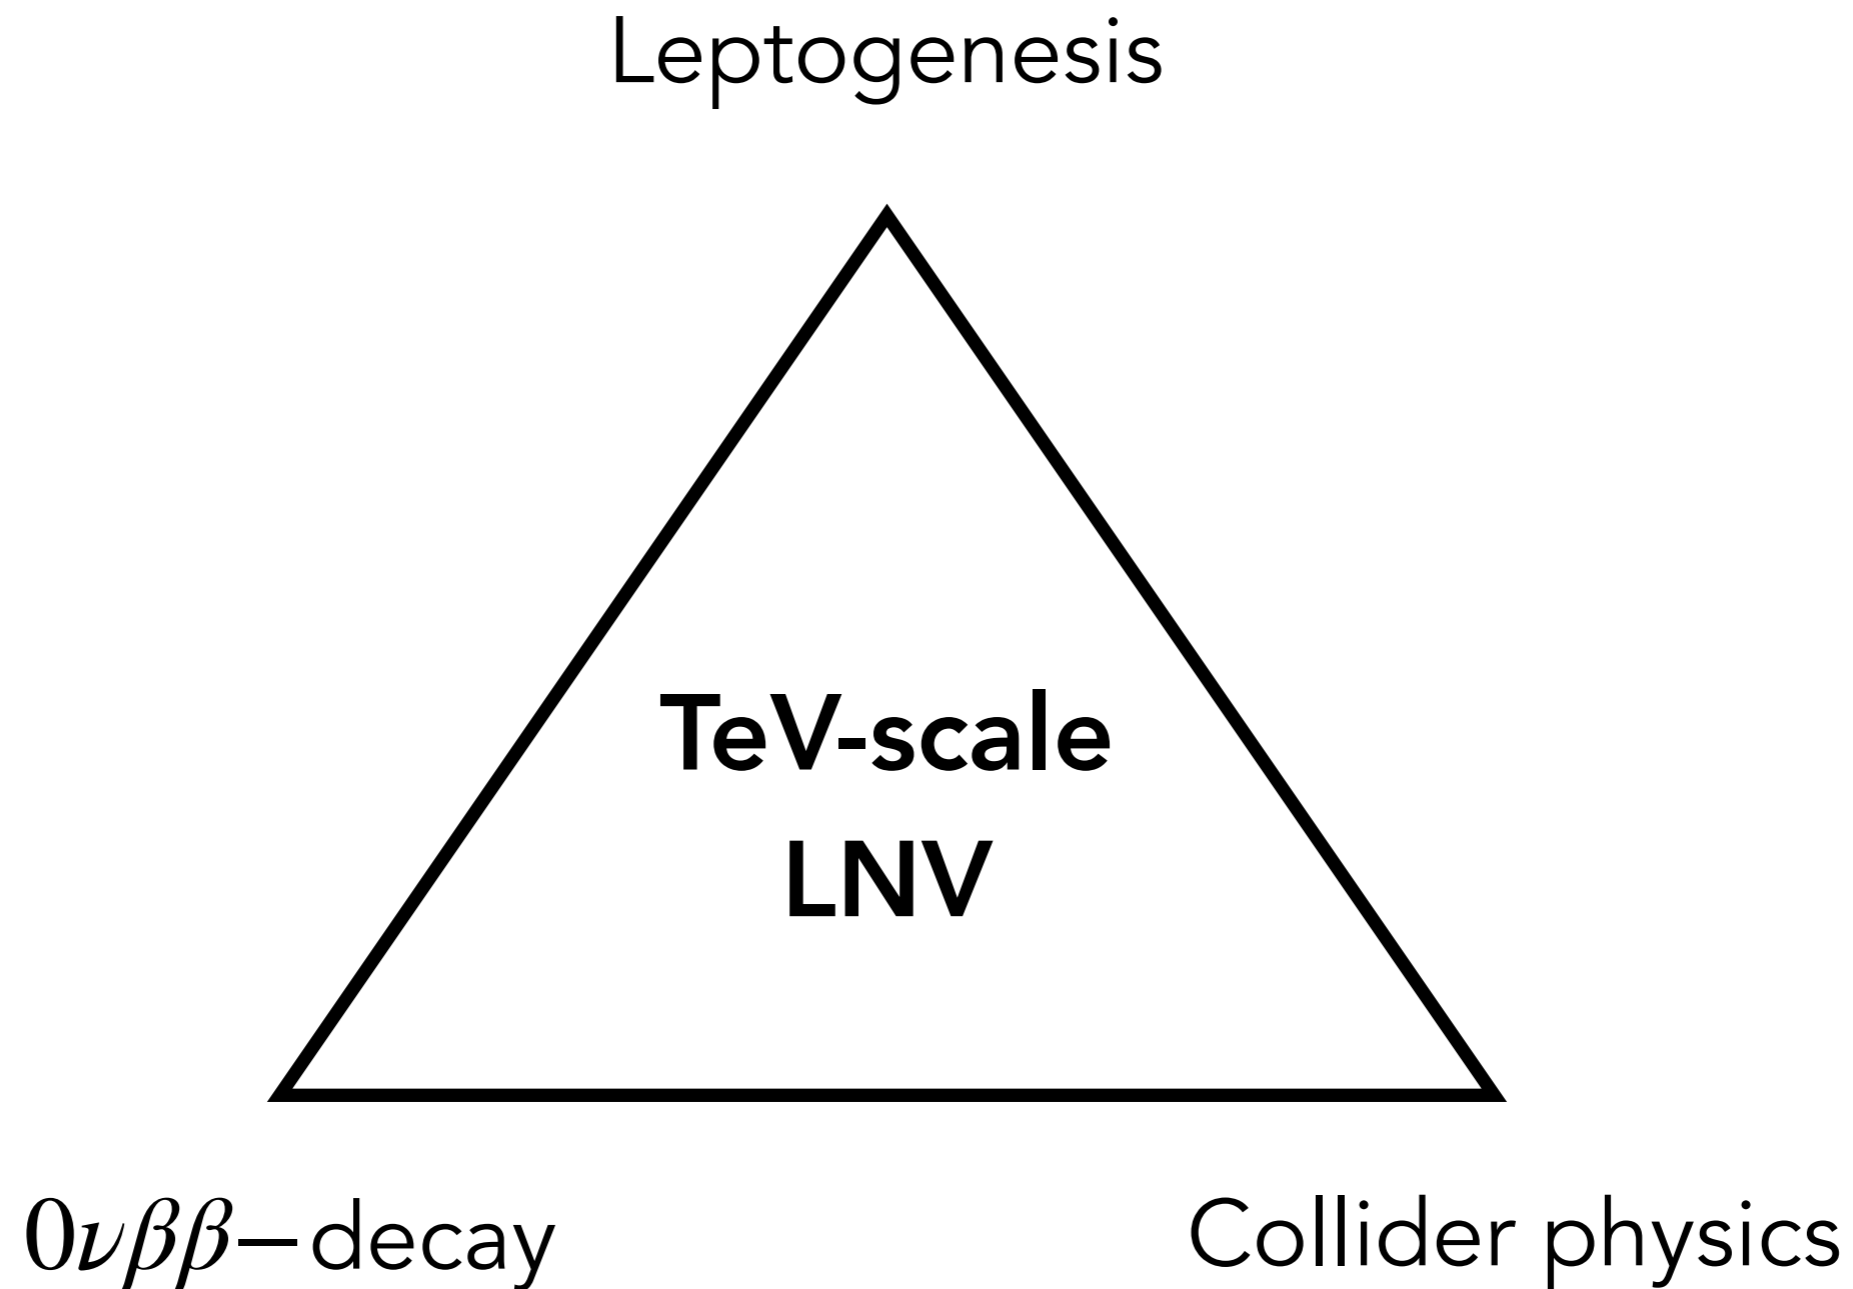 Leptogenesis
TeV-scale
LNV
0νββ–decay
Collider physics